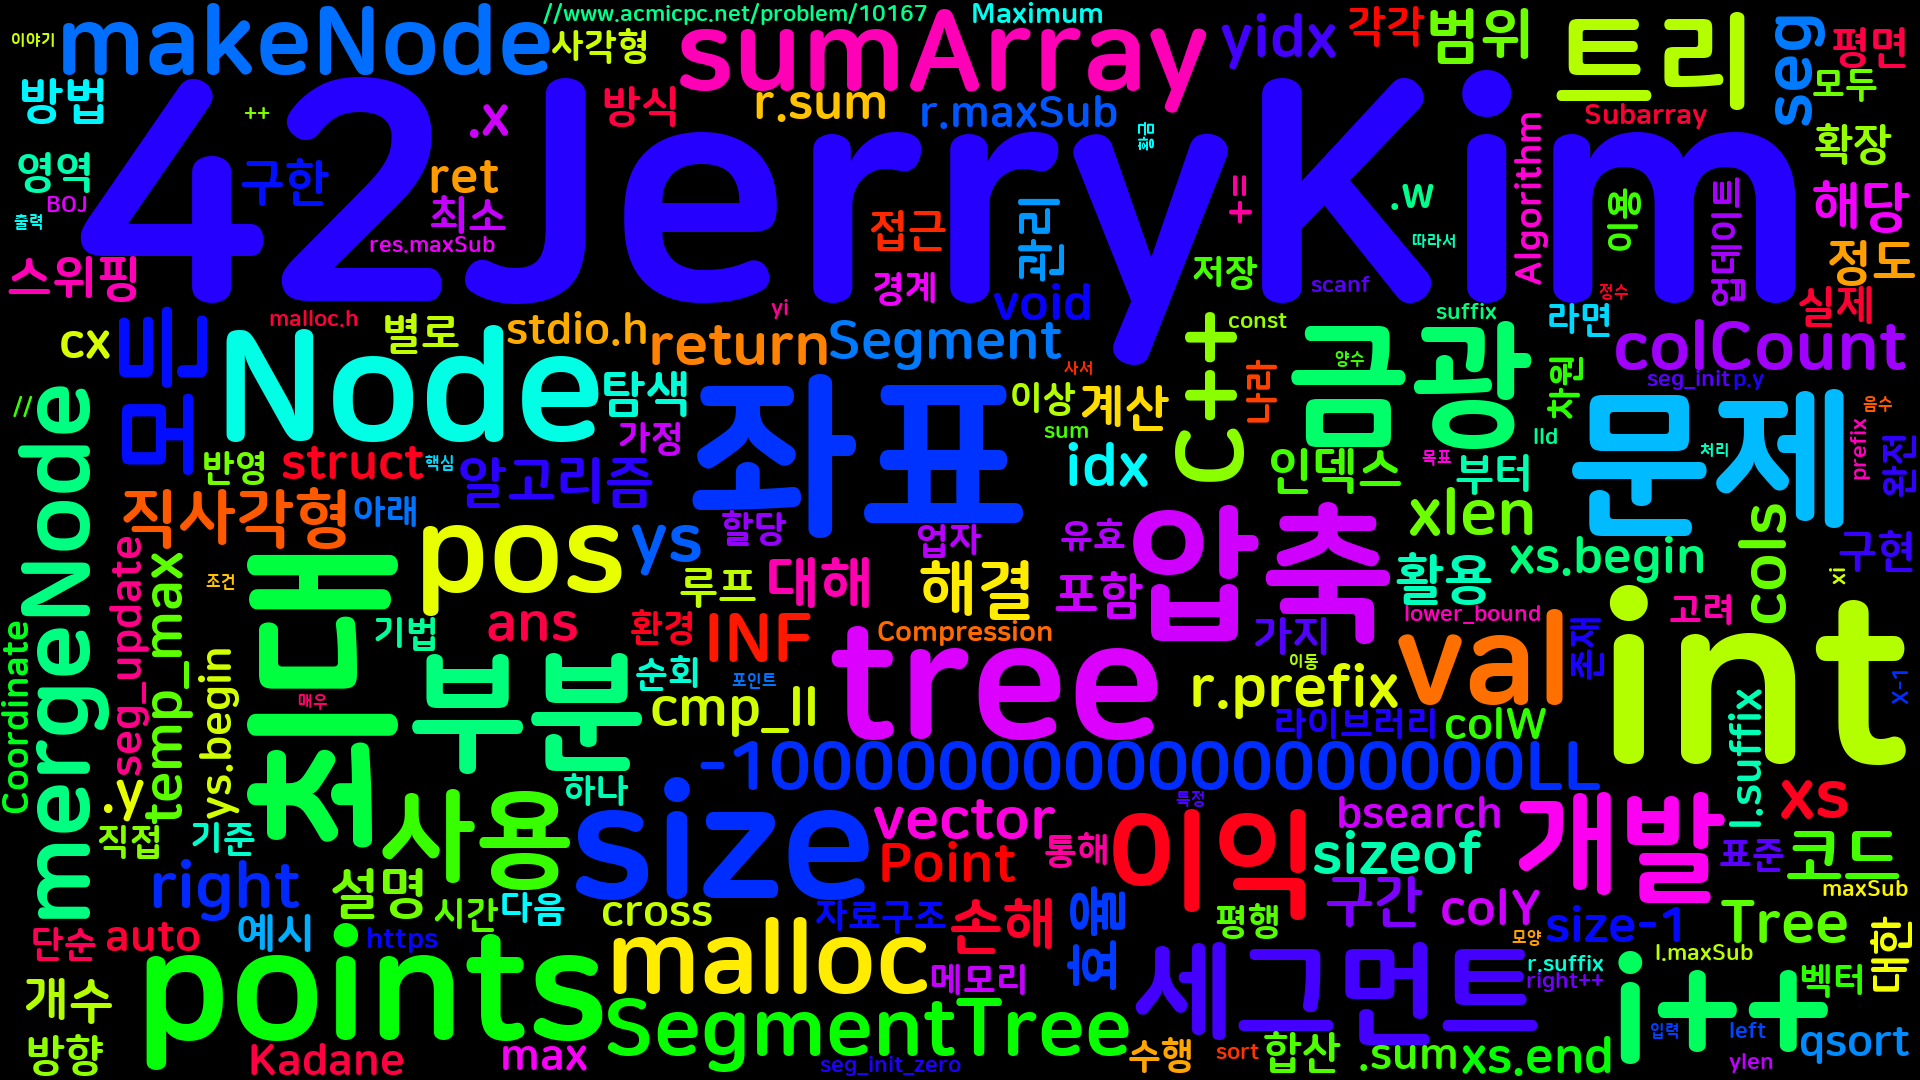 //www.acmicpc.net/problem/10167
Maximum
이야기
makeNode
사각형
sumArray
yidx
각각
범위
트리
seg
평면
모두
방법
++
.x
방식
r.sum
r.maxSub
황금
Subarray
Algorithm
확장
42JerryKim
영역
구한
ret
+=
.w
이용
업데이트
해당
BOJ
출력
최소
res.maxSub
접근
관리
따라서
정도
스위핑
경계
저장
scanf
정수
실제
void
yi
malloc.h
별로
stdio.h
return
Segment
const
suffix
라면
colCount
cx
비머
Node
탐색
사서
이상
계산
C++
나라
금광
양수
차원
seg_init
p.y
문제
음수
//
가정
좌표
sum
lld
반영
struct
핵심
알고리즘
idx
인덱스
목표
부터
처리
prefix
완전
mergeNode
직사각형
아래
pos
ys
할당
업자
유효
압축
xlen
xs.begin
cols
구현
seg_update
temp_max
조건
폭죽
루프
대해
해결
포함
활용
xi
Coordinate
ys.begin
기법
ans
환경
INF
Compression
가지
lower_bound
고려
존재
int
매우
부분
순회
포인트
cmp_ll
tree
이동
r.prefix
val
x-1
라이브러리
colW
l.suffix
-1000000000000000000LL
.y
하나
size
특정
xs
직접
기준
사용
vector
Point
통해
이익
bsearch
sizeof
개발
표준
코드
right
설명
시간
다음
cross
자료구조
손해
여율
평행
구간
colY
size-1
Tree
maxSub
대한
단순
auto
예시
https
모양
l.maxSub
points
malloc
메모리
세그먼트
r.suffix
right++
i++
벡터
개수
SegmentTree
입력
left
qsort
방향
Kadane
max
seg_init_zero
수행
sort
합산
.sum
xs.end
ylen